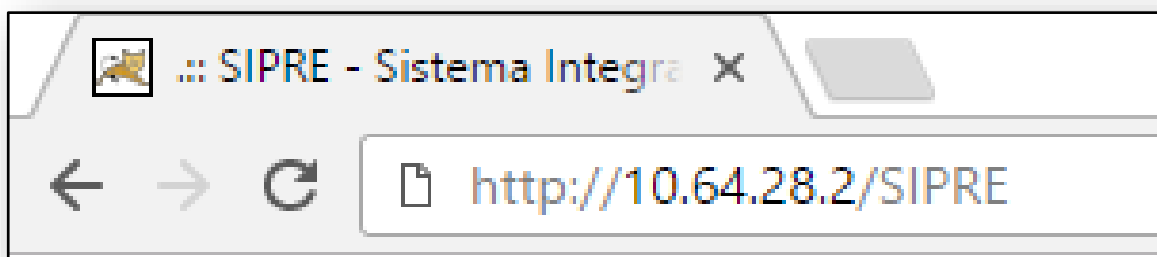 .:: SIPRE - Sistema Integra
http://10.64.28.2/SIPRE